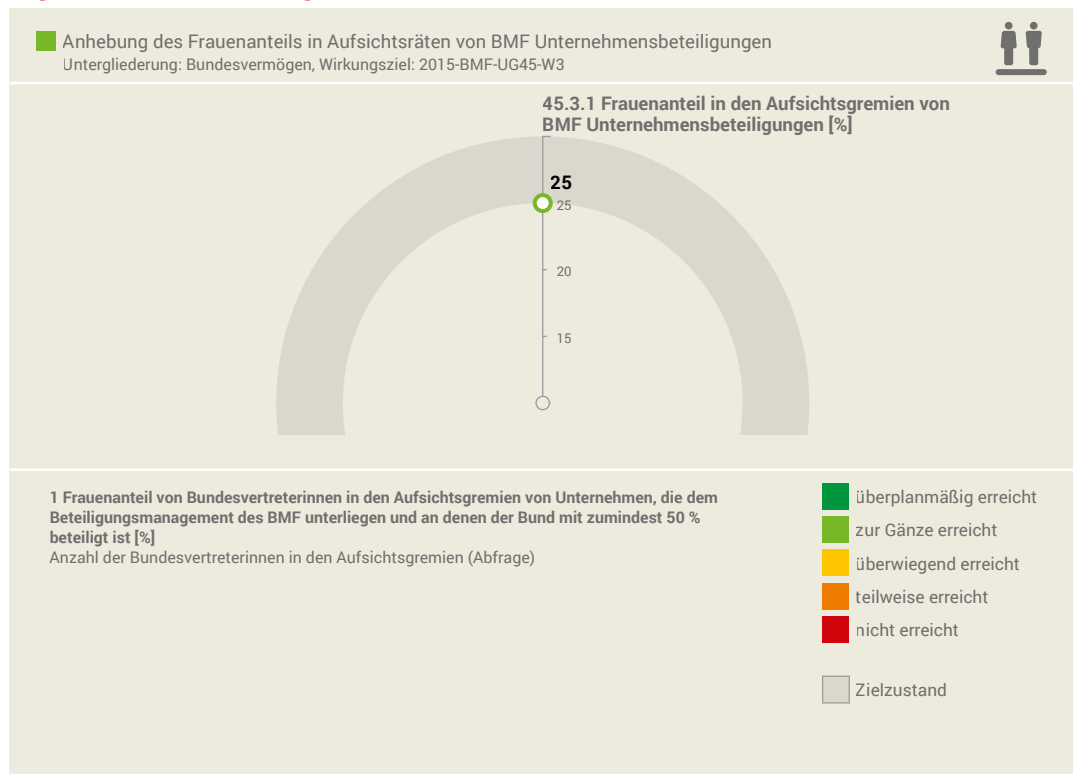 Anhebung des Frauenanteils in Aufsichtsräten von BMF Unternehmensbeteiligungen
Untergliederung: Bundesvermögen, Wirkungsziel: 2015-BMF-UG45-W3
45.3.1 Frauenanteil in den Aufsichtsgremien von
BMF Unternehmensbeteiligungen [%]
25
25
20
15
1 Frauenanteil von Bundesvertreterinnen in den Aufsichtsgremien von Unternehmen, die dem
Beteiligungsmanagement des BMF unterliegen und an denen der Bund mit zumindest 50 %
beteiligt ist [%]
Anzahl der Bundesvertreterinnen in den Aufsichtsgremien (Abfrage)
überplanmäßig erreicht
zur Gänze erreicht
überwiegend erreicht
teilweise erreicht
nicht erreicht
Zielzustand